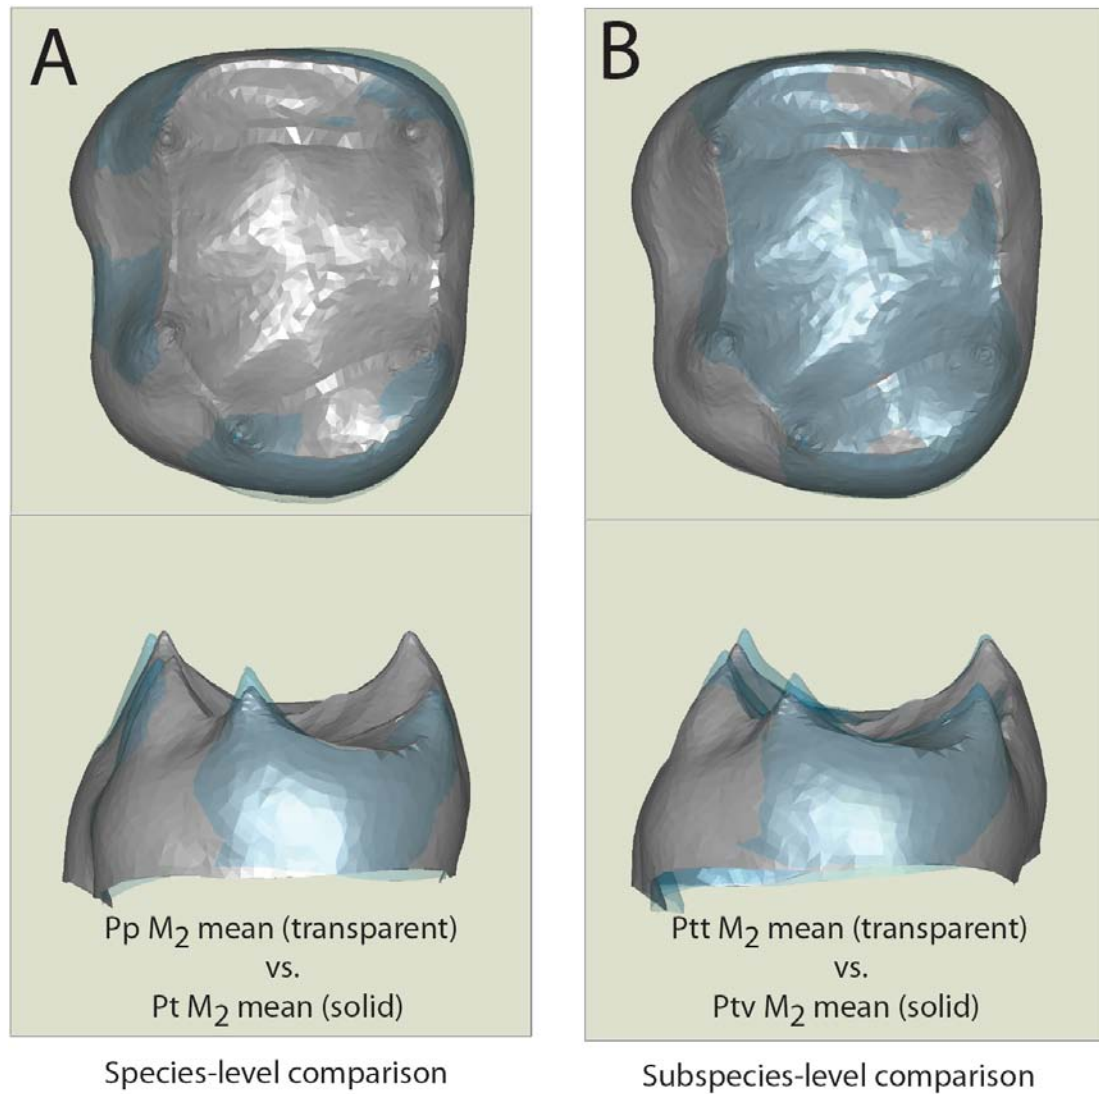 A
B
Pp M2 mean (transparent)
vs.
Pt M2 mean (solid)
Ptt M2 mean (transparent)
vs.
Ptv M2 mean (solid)
Species-level comparison
Subspecies-level comparison